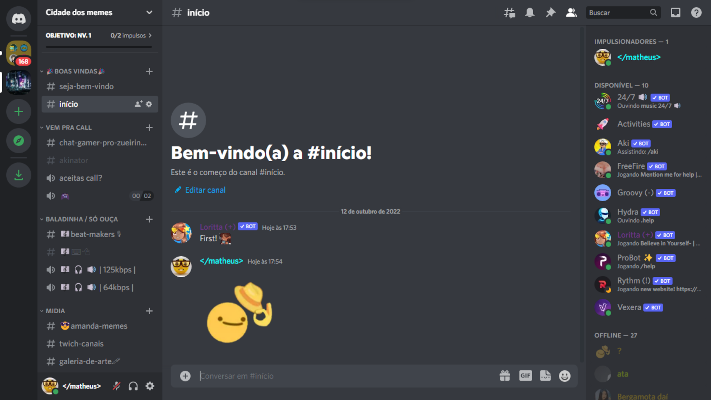 Cidade dos memes
OBJETIVO: NV. 1
0/2 impulsos
168
BOAS VINDAS
seja-bem-vindo
início
VEM PRA CALL
chat-gamer-pro-zueirin...
akinator
aceitas call?
00 02
BALADINHA / SÓ OUÇA
beat-makers
| 125kbps |
| 64kbps |
MIDIA
amanda-memes
twich-canais
galeria-de-arte
</matheus>
# início
Buscar
Bem-vindo(a) a #início!
Este é o começo do canal #início.
Editar canal
12 de outubro de 2022
Loritta BOT Hoje às 17:53
First!
</matheus> Hoje às 17:54
Conversar em #início
GIF
IMPULSIONADORES — 1
</matheus>
DISPONÍVEL — 10
24/7 BOT
Ouvindo music 24/7
Activities BOT
Aki BOT
Assistindo: /aki
FreeFire BOT
Jogando Mention me for help |...
Groovy (·) BOT
Hydra BOT
Ouvindo .help
Loritta BOT
Jogando Believe in Yourself~ | ...
ProBot BOT
Jogando /help
Rythm (!) BOT
Jogando new website! https://...
Vexera BOT
OFFLINE — 27
?
ata
Bergamota dai